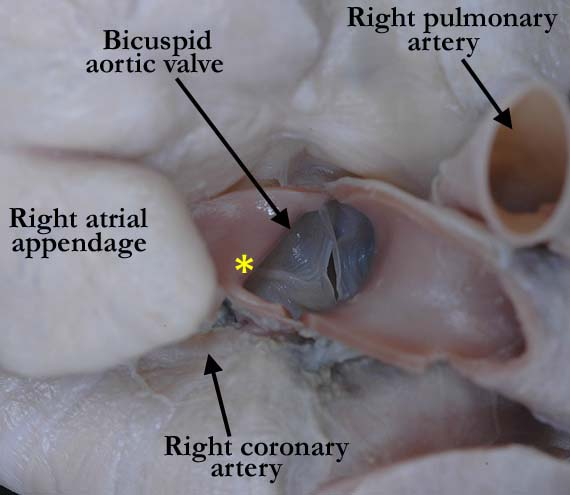 Bicuspid
aortic valve
Right pulmonary
artery
Right atrial
appendage
*
Right coronary
artery